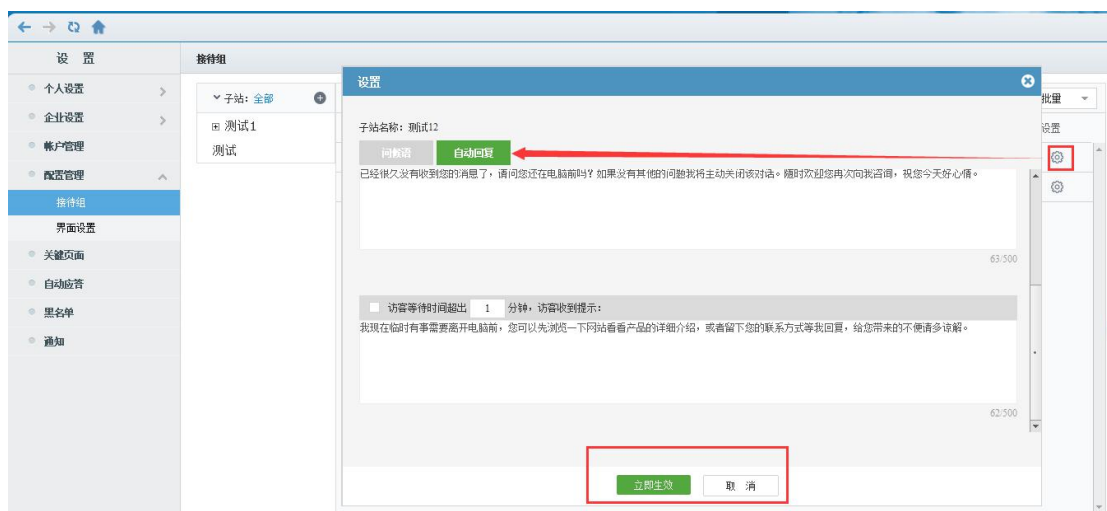 设 置
接待组
个人设置
企业设置
帐户管理
配置管理
接待组
界面设置
关键页面
自动应答
黑名单
通知
子站：全部
测试1
测试
批量
设置
设置
子站名称：测试12
问候语
自动回复
已经很久没有收到您的消息了，请问您还在电脑前吗？如果没有其他的问题我将主动关闭该对话。随时欢迎您再次向我咨询，祝您今天好心情。
63/500
访客等待时间超出 1 分钟，访客收到提示：
我现在临时有事需要离开电脑前，您可以先浏览一下网站看看产品的详细介绍，或者留下您的联系方式等我回复，给您带来的不便请多谅解。
62/500
立即生效
取 消